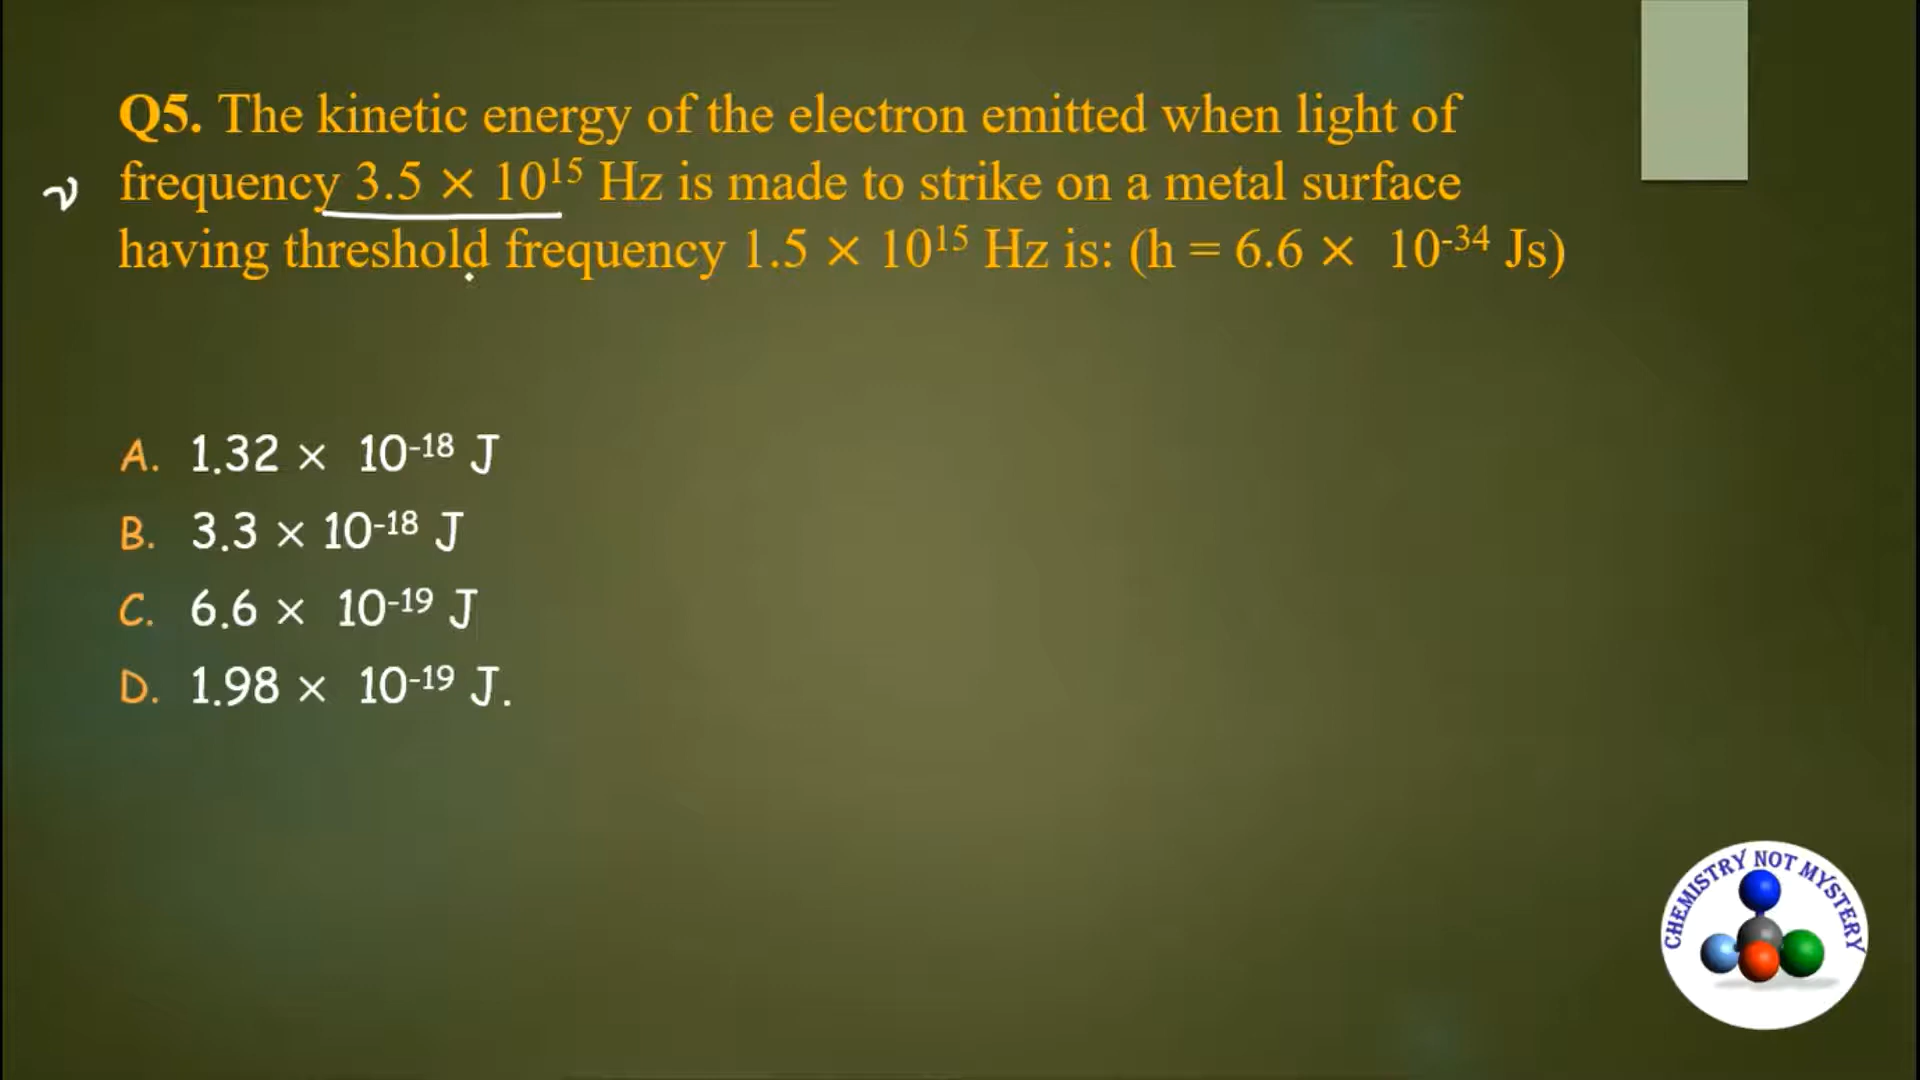 Q5. The kinetic energy of the electron emitted when light of
ν frequency 3.5 × 10¹⁵ Hz is made to strike on a metal surface
having threshold frequency 1.5 × 10¹⁵ Hz is: (h = 6.6 × 10⁻³⁴ Js)
A. 1.32 × 10⁻¹⁸ J
B. 3.3 × 10⁻¹⁸ J
C. 6.6 × 10⁻¹⁹ J
D. 1.98 × 10⁻¹⁹ J.
CHEMISTRY NOT MYSTERY